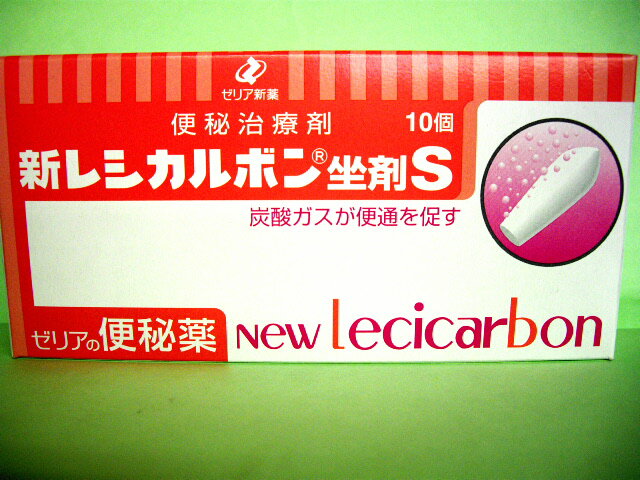 ゼリア新薬
便秘治療剤 10個
新レシカルボン®坐剤S
炭酸ガスが便通を促す
ゼリアの便秘薬 New Lecicarbon